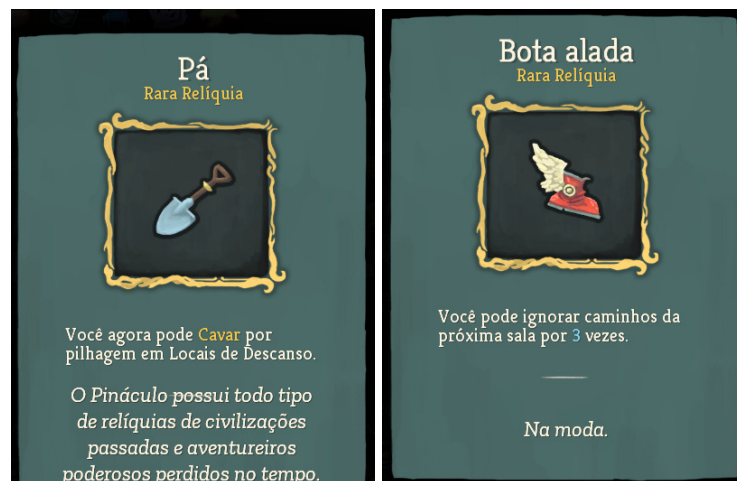 Pá
Rara Relíquia
Você agora pode Cavar por
pilhagem em Locais de Descanso.
O Pináculo possui todo tipo
de relíquias de civilizações
passadas e aventureiros
poderosos perdidos no tempo.
Bota alada
Rara Relíquia
Você pode ignorar caminhos da
próxima sala por 3 vezes.
Na moda.